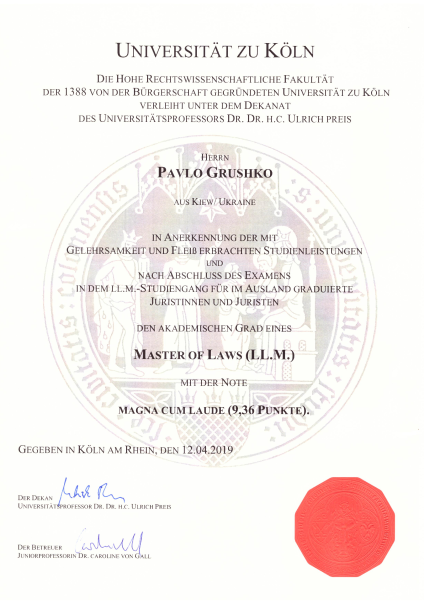 UNIVERSITÄT ZU KÖLN
DIE HOHE RECHTSWISSENSCHAFTLICHE FAKULTÄT
DER 1388 VON DER BÜRGERSCHAFT GEGRÜNDETEN UNIVERSITÄT ZU KÖLN
VERLEIHT UNTER DEM DEKANAT
DES UNIVERSITÄTSPROFESSORS DR. DR. H.C. ULRICH PREIS
HERRN
PAVLO GRUSHKO
AUS KIEW/ UKRAINE
IN ANERKENNUNG DER MIT
GELEHRSAMKEIT UND FLEIß ERBRACHTEN STUDIENLEISTUNGEN
UND
NACH ABSCHLUSS DES EXAMENS
IN DEM LL.M.-STUDIENGANG FÜR IM AUSLAND GRADUIERTE
JURISTINNEN UND JURISTEN
DEN AKADEMISCHEN GRAD EINES
MASTER OF LAWS (LL.M.)
MIT DER NOTE
MAGNA CUM LAUDE (9,36 PUNKTE).
GEGEBEN IN KÖLN AM RHEIN, DEN 12.04.2019
DER DEKAN
UNIVERSITÄTSPROFESSOR DR. DR. H.C. ULRICH PREIS
DER BETREUER
JUNIORPROFESSORIN DR. CAROLINE VON GALL